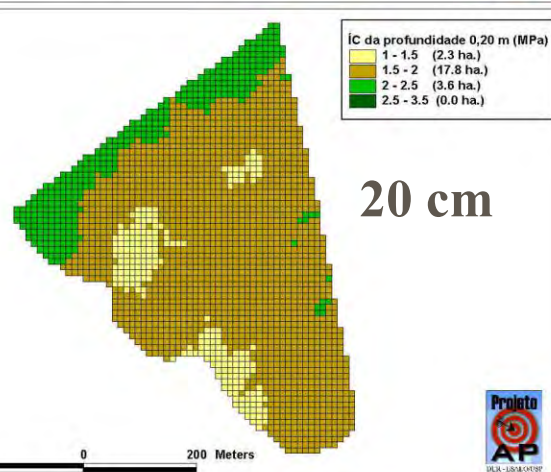 ÍC da profundidade 0,20 m (MPa)
1 - 1.5 (2.3 ha.)
1.5 - 2 (17.8 ha.)
2 - 2.5 (3.6 ha.)
2.5 - 3.5 (0.0 ha.)
20 cm
0 200 Meters
Projeto
AP